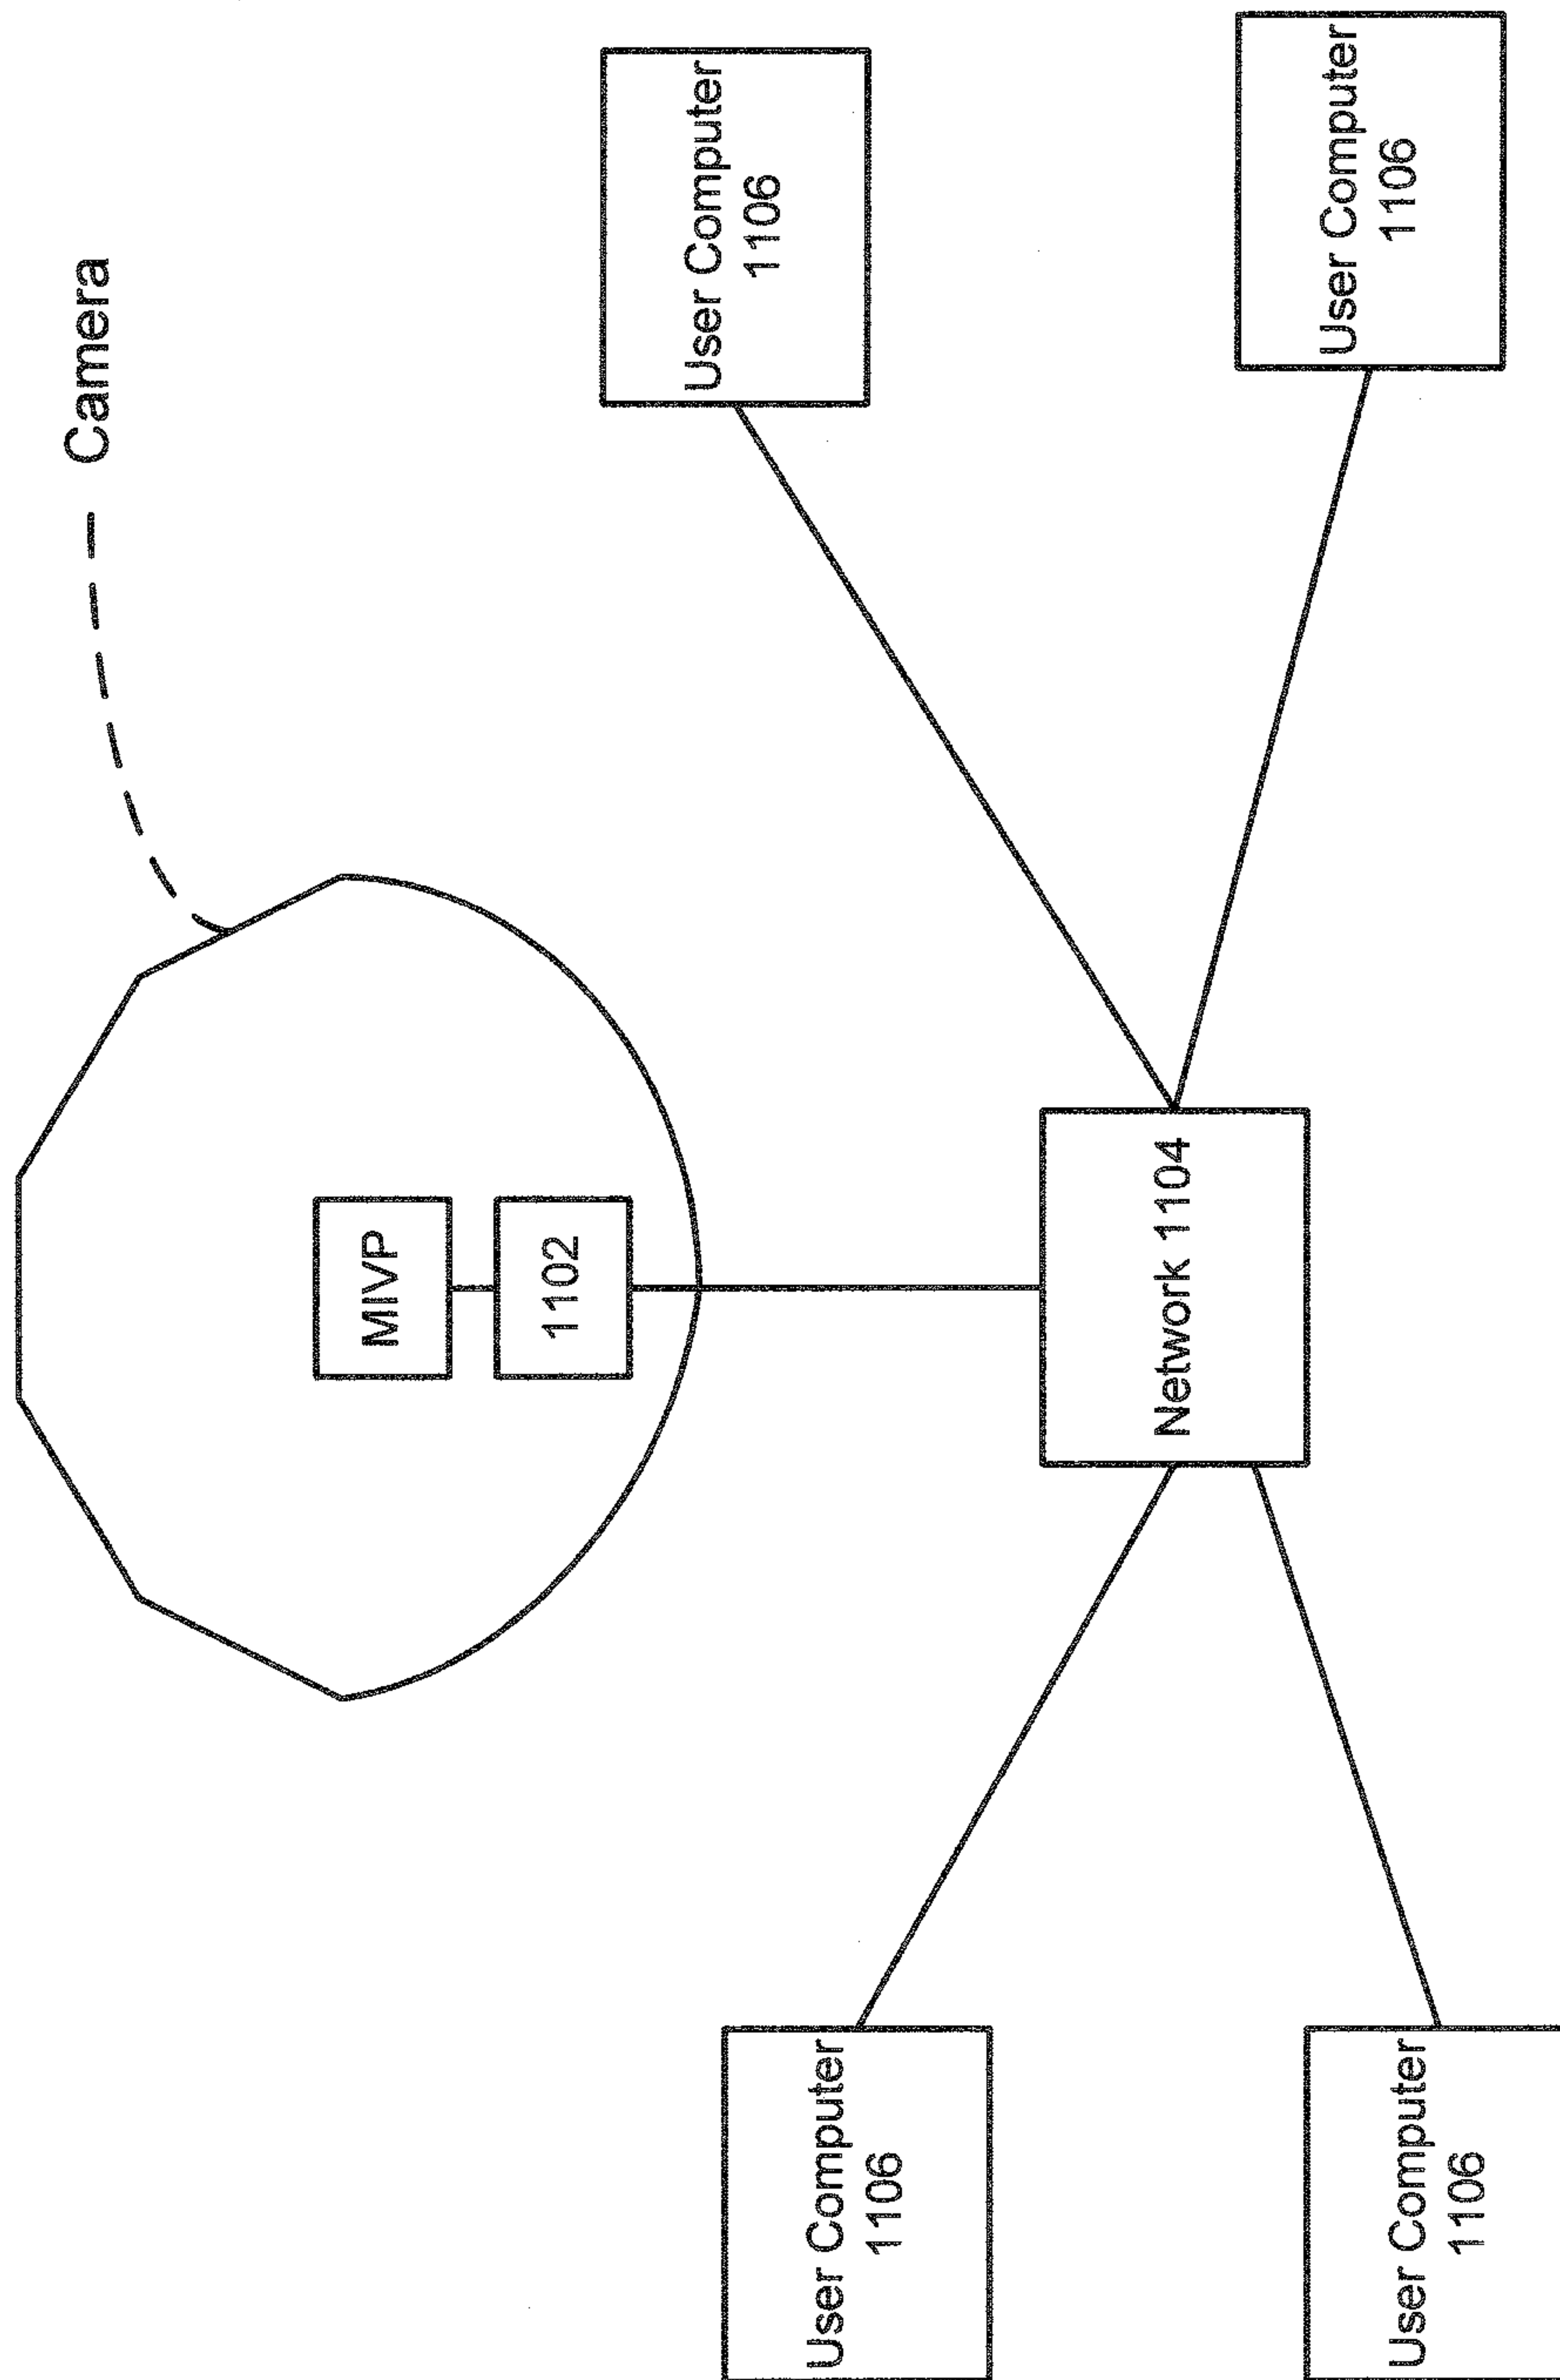 Camera
MIVP
1102
Network 1104
User Computer
1106
User Computer
1106
User Computer
1106
User Computer
1106